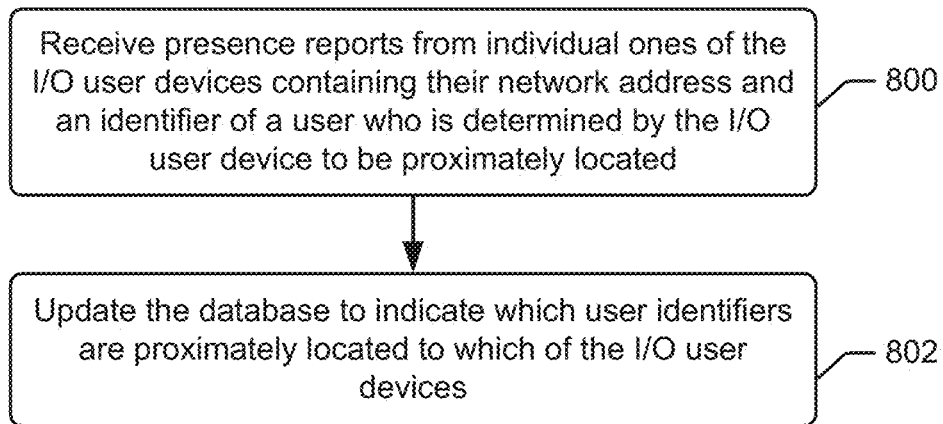 Receive presence reports from individual ones of the
I/O user devices containing their network address and
an identifier of a user who is determined by the I/O
user device to be proximately located
800
Update the database to indicate which user identifiers
are proximately located to which of the I/O user
devices
802